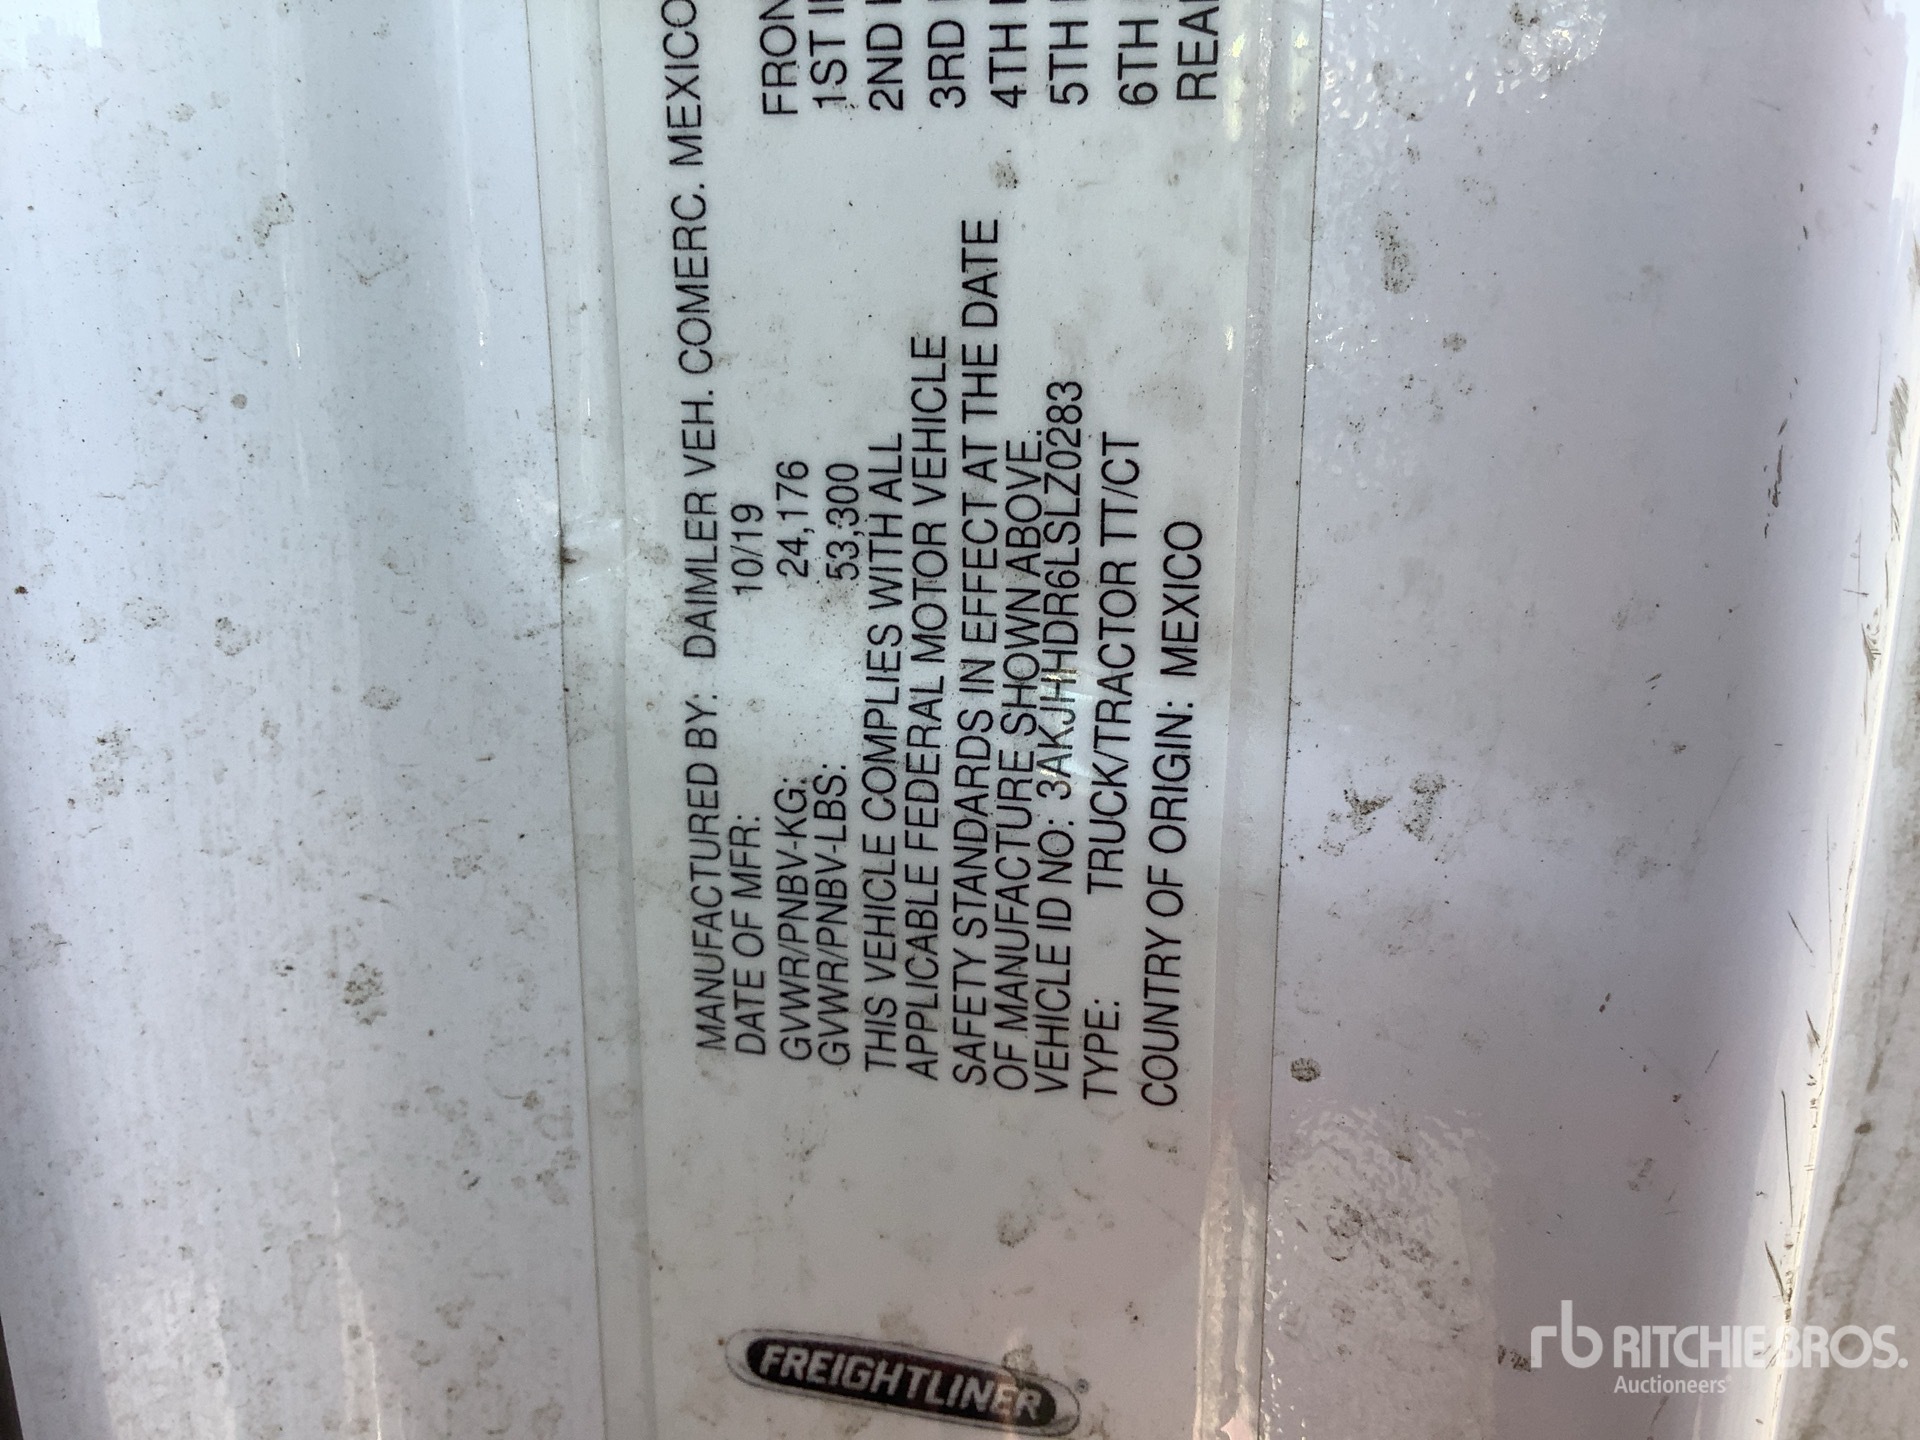 FREIGHTLINER
MANUFACTURED BY: DAIMLER VEH. COMERC. MEXICO
DATE OF MFR: 10/19
GVWR/PNBV-KG: 24,176
GVWR/PNBV-LBS: 53,300
THIS VEHICLE COMPLIES WITH ALL
APPLICABLE FEDERAL MOTOR VEHICLE
SAFETY STANDARDS IN EFFECT AT THE DATE
OF MANUFACTURE SHOWN ABOVE.
VEHICLE ID NO: 3AKJHHDR6LSLZ0283
TYPE: TRUCK/TRACTOR TT/CT
COUNTRY OF ORIGIN: MEXICO
FRON
1ST I
2ND
3RD
4TH
5TH
6TH
REA
rb RITCHIE BROS.
Auctioneers